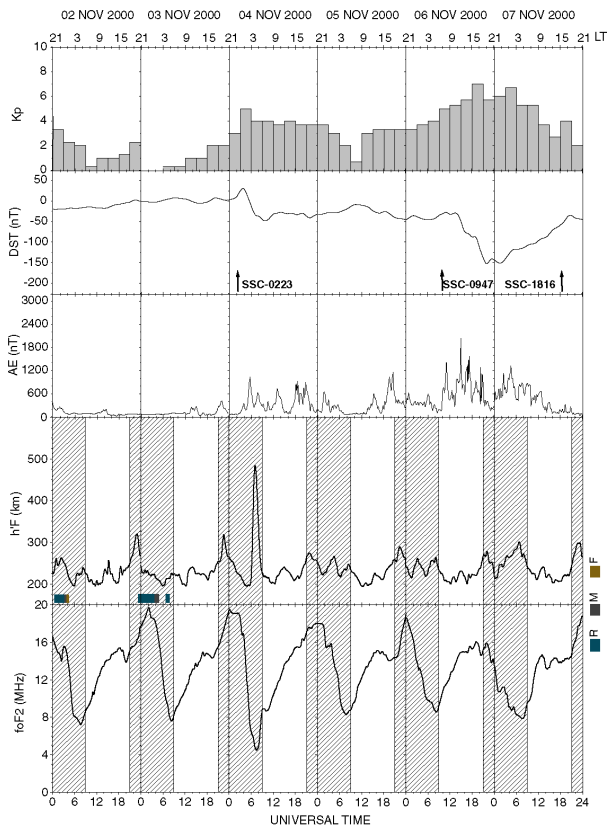 02 NOV 2000 03 NOV 2000 04 NOV 2000 05 NOV 2000 06 NOV 2000 07 NOV 2000
21 3 9 15 21 3 9 15 21 3 9 15 21 3 9 15 21 3 9 15 21 3 9 15 21 LT
10
8
6
4
2
0
Kp
50
0
-50
-100
-150
-200
DST (nT)
SSC-0223 SSC-0947 SSC-1816
3000
2400
1800
1200
600
0
AE (nT)
500
400
300
200
h'F (km)
F
M
R
20
16
12
8
4
0
foF2 (MHz)
0 6 12 18 0 6 12 18 0 6 12 18 0 6 12 18 0 6 12 18 0 6 12 18 24
UNIVERSAL TIME